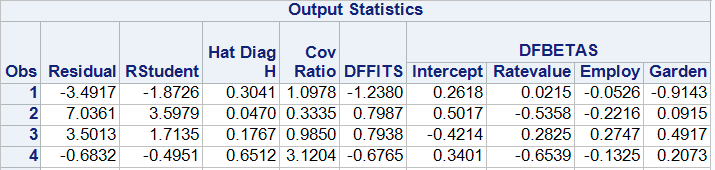 Output Statistics
Obs Residual RStudent Hat Diag H Cov Ratio DFFITS DFBETAS
Intercept Ratevalue Employ Garden
1 -3.4917 -1.8726 0.3041 1.0978 -1.2380 0.2618 0.0215 -0.0526 -0.9143
2 7.0361 3.5979 0.0470 0.3335 0.7987 0.5017 -0.5358 -0.2216 0.0915
3 3.5013 1.7135 0.1767 0.9850 0.7938 -0.4214 0.2825 0.2747 0.4917
4 -0.6832 -0.4951 0.6512 3.1204 -0.6765 0.3401 -0.6539 -0.1325 0.2073